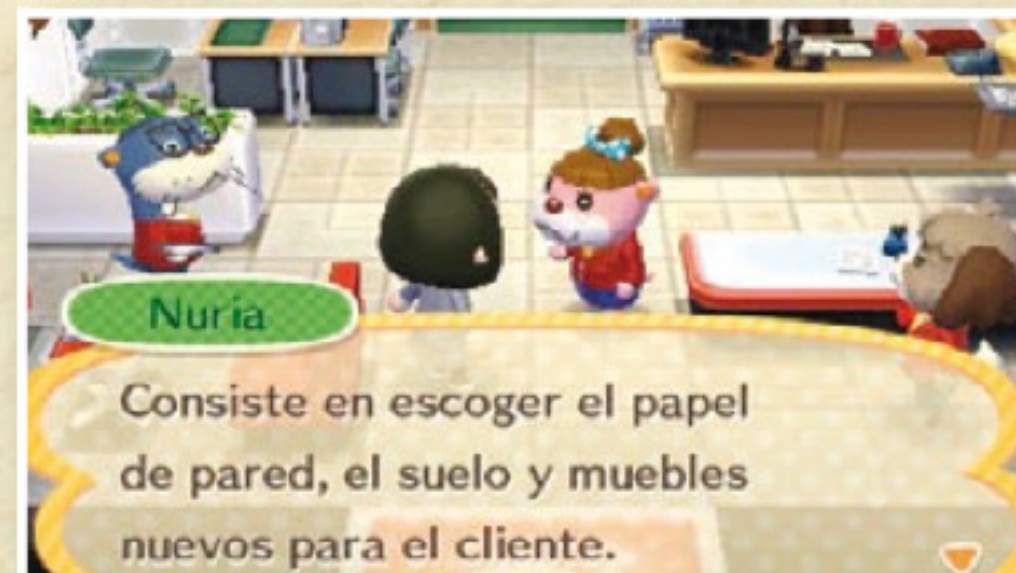 Nuria
Consiste en escoger el papel
de pared, el suelo y muebles
nuevos para el cliente.